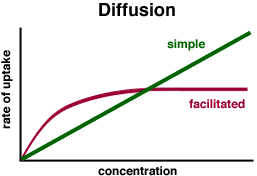 Diffusion
simple
facilitated
rate of uptake
concentration